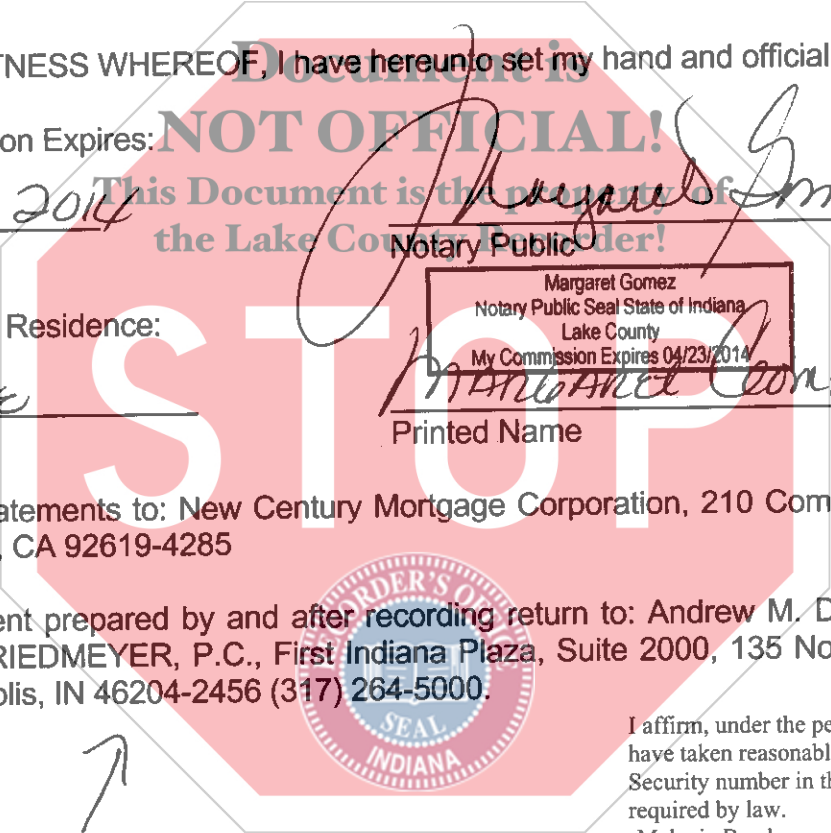 TNESS WHEREOF, I have hereunto set my hand and official
Document is
on Expires:
NOT OFFICIAL!
2014
This Document is the property of
Margaret
the Lake County Recorder!
Notary Public
Margaret Gomez
Notary Public Seal State of Indiana
Lake County
My Commission Expires 04/23/2014
Residence:
Margaret
Printed Name
STOP
atements to: New Century Mortgage Corporation, 210 Com
, CA 92619-4285
ent prepared by and after recording return to: Andrew M. D
RIEDMEYER, P.C., First Indiana Plaza, Suite 2000, 135 No
olis, IN 46204-2456 (317) 264-5000.
RECORDER'S OFFICE
SEAL
INDIANA
I affirm, under the pe
have taken reasonabl
Security number in th
required by law.